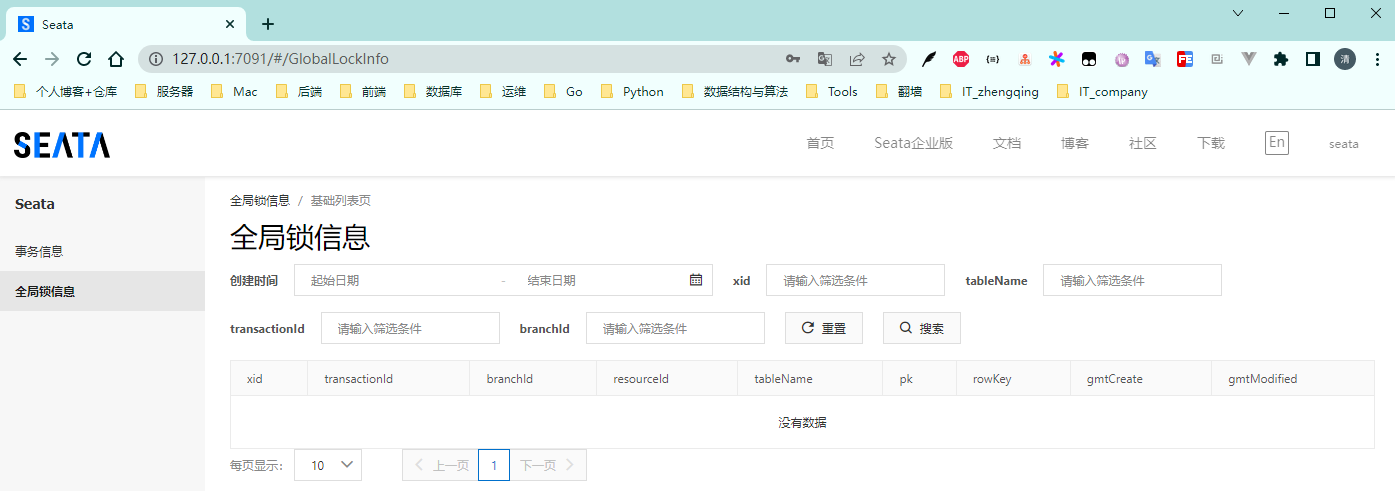 Seata
127.0.0.1:7091/#/GlobalLockInfo
个人博客+仓库 服务器 Mac 后端 前端 数据库 运维 Go Python 数据结构与算法 Tools 翻墙 IT_zhengqing IT_company
SEATA 首页 Seata企业版 文档 博客 社区 下载 En seata
Seata
事务信息
全局锁信息
全局锁信息 / 基础列表页
全局锁信息
创建时间 起始日期 - 结束日期 xid 请输入筛选条件 tableName 请输入筛选条件
transactionId 请输入筛选条件 branchId 请输入筛选条件 重置 搜索
xid transactionId branchId resourceId tableName pk rowKey gmtCreate gmtModified
没有数据
每页显示: 10 上一页 1 下一页